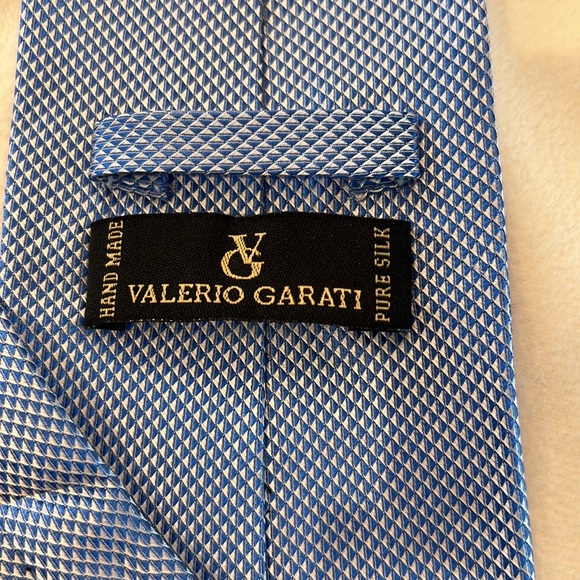 HAND MADE
VG
VALERIO GARATI
PURE SILK